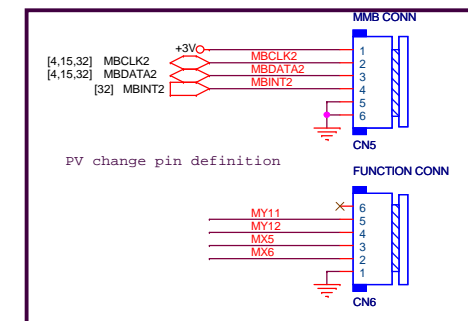 MMB CONN
+3V
1
[4,15,32] MBCLK2 MBCLK2 2
[4,15,32] MBDATA2 MBDATA2 3
[32] MBINT2 MBINT2 4
5
6
CN5
PV change pin definition
FUNCTION CONN
6
MY11 5
MY12 4
MX5 3
MX6 2
1
CN6